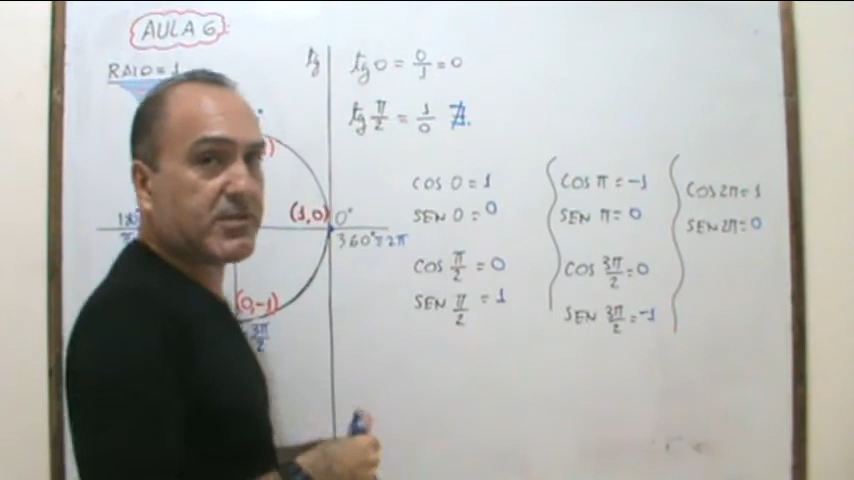 AULA 6
RAIO = 1
tg
tg 0 = 0/1 = 0
tg π/2 = 1/0 ∄.
COS 0 = 1
SEN 0 = 0
COS π/2 = 0
SEN π/2 = 1
COS π = -1
SEN π = 0
COS 3π/2 = 0
SEN 3π/2 = -1
COS 2π = 1
SEN 2π = 0
(1,0) 0°
360° 2π
(0,-1)
3π/2